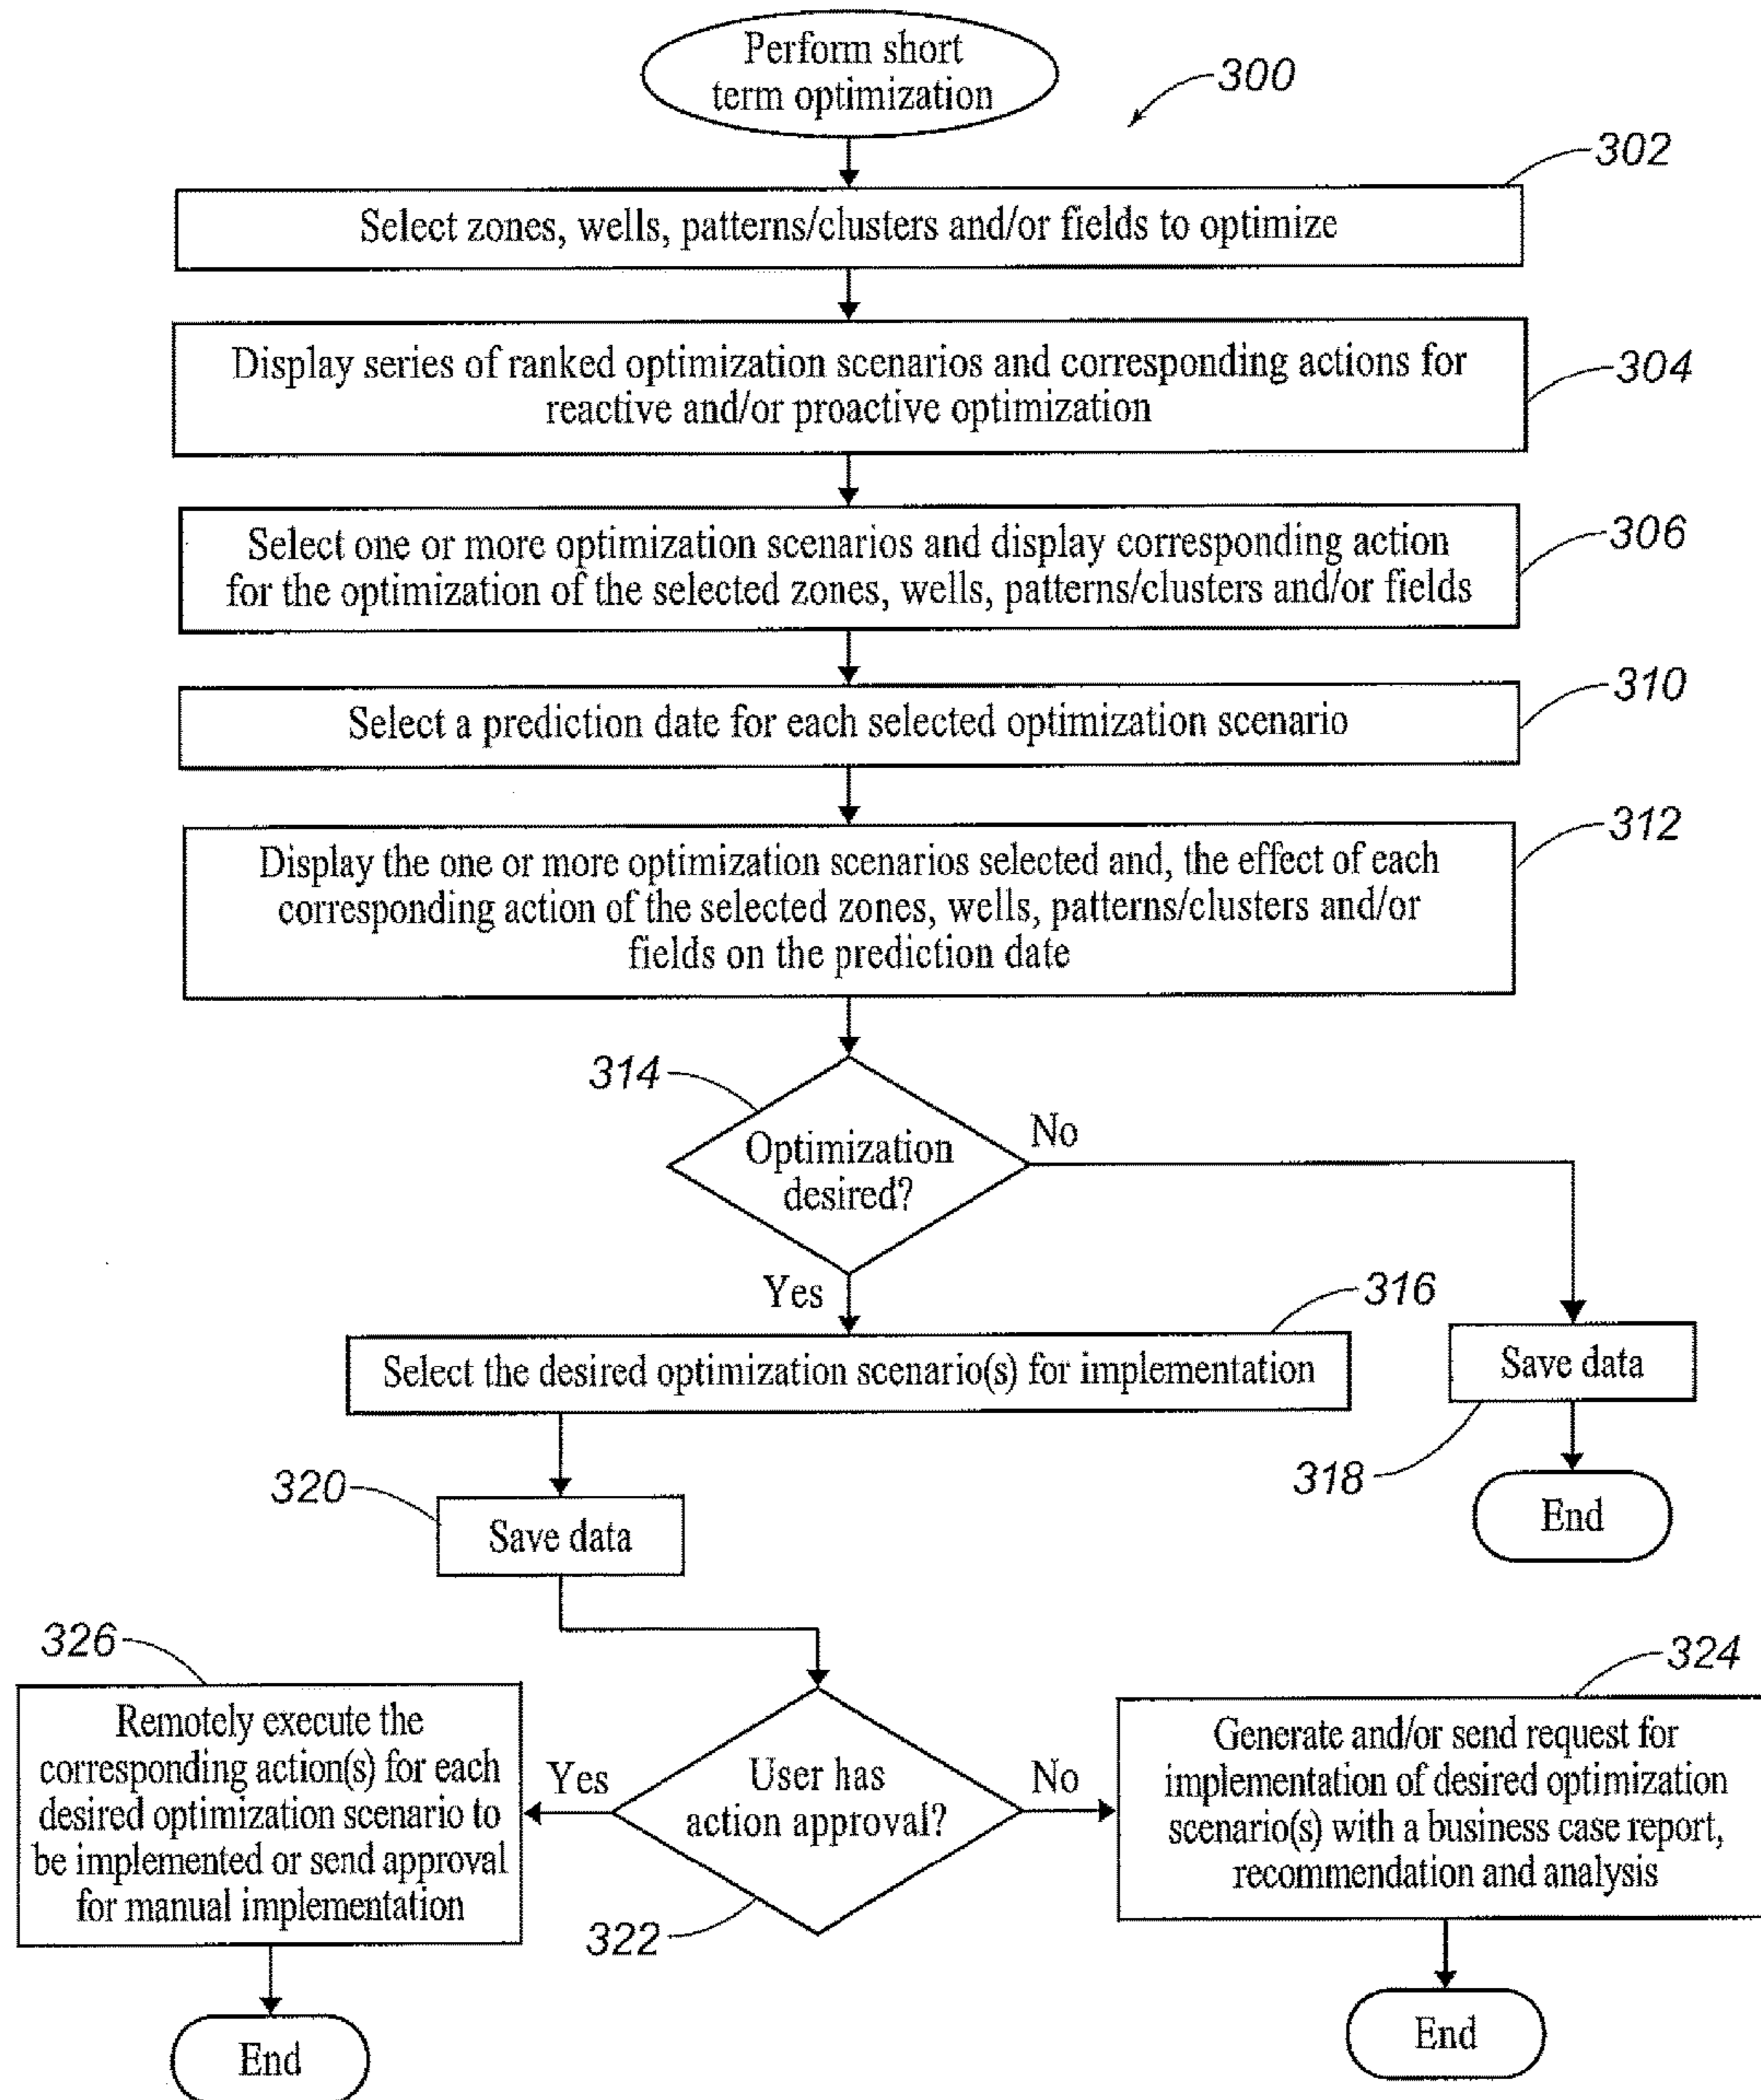 Perform short
term optimization
300
302
Select zones, wells, patterns/clusters and/or fields to optimize
Display series of ranked optimization scenarios and corresponding actions for
reactive and/or proactive optimization
304
Select one or more optimization scenarios and display corresponding action
for the optimization of the selected zones, wells, patterns/clusters and/or fields
306
Select a prediction date for each selected optimization scenario
310
Display the one or more optimization scenarios selected and, the effect of each
corresponding action of the selected zones, wells, patterns/clusters and/or
fields on the prediction date
312
314
Optimization
desired?
No
Yes
316
Select the desired optimization scenario(s) for implementation
Save data
318
End
320
Save data
326
Remotely execute the
corresponding action(s) for each
desired optimization scenario to
be implemented or send approval
for manual implementation
Yes
User has
action approval?
No
322
324
Generate and/or send request for
implementation of desired optimization
scenario(s) with a business case report,
recommendation and analysis
End
End